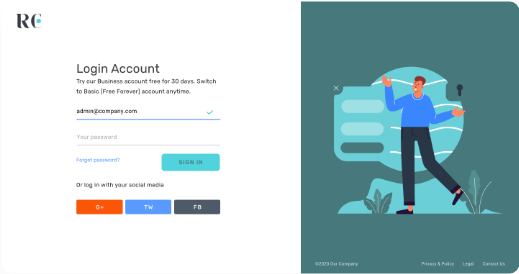 RC
Login Account
Try our Business account free for 30 days. Switch
to Basic (Free Forever) account anytime.
admin@company.com
Your password
Forgot password?
SIGN IN
Or log in with your social media
G+ TW FB
©2023 Our Company Privacy & Policy Legal Contact Us